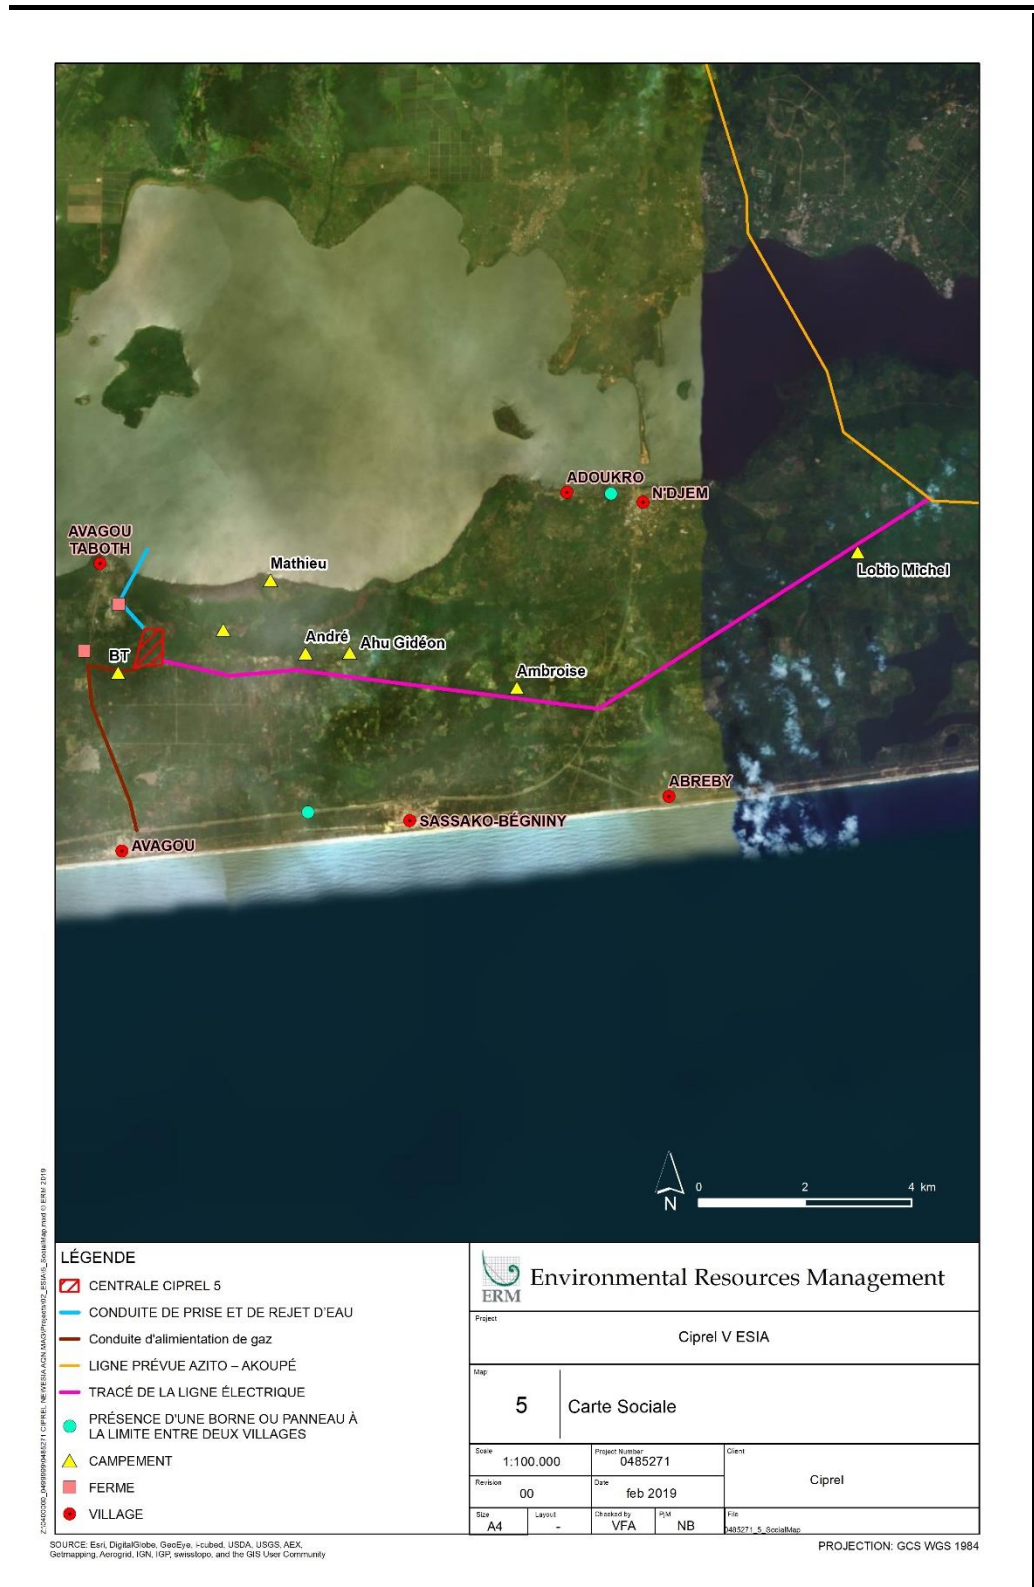 ADOUKRO
N'DJEM
AVAGOU
TABOTH
Mathieu
Lobio Michel
André
Ahu Gidéon
BT
Ambroise
ABREBY
SASSAKO-BÉGNINY
AVAGOU
N
0 2 4 km
LÉGENDE
CENTRALE CIPREL 5
CONDUITE DE PRISE ET DE REJET D'EAU
Conduite d'alimientation de gaz
LIGNE PRÉVUE AZITO – AKOUPÉ
TRACÉ DE LA LIGNE ÉLECTRIQUE
PRÉSENCE D'UNE BORNE OU PANNEAU À
LA LIMITE ENTRE DEUX VILLAGES
CAMPEMENT
FERME
VILLAGE
ERM
Environmental Resources Management
Project
Ciprel V ESIA
Map
5
Carte Sociale
Scale
1:100.000
Project Number
0485271
Client
Ciprel
Revision
00
Date
feb 2019
Size
A4
Layout
-
Checked by
VFA
PjM
NB
File
0485271_5_SocialMap
SOURCE: Esri, DigitalGlobe, GeoEye, i-cubed, USDA, USGS, AEX,
Getmapping, Aerogrid, IGN, IGP, swisstopo, and the GIS User Community
PROJECTION: GCS WGS 1984